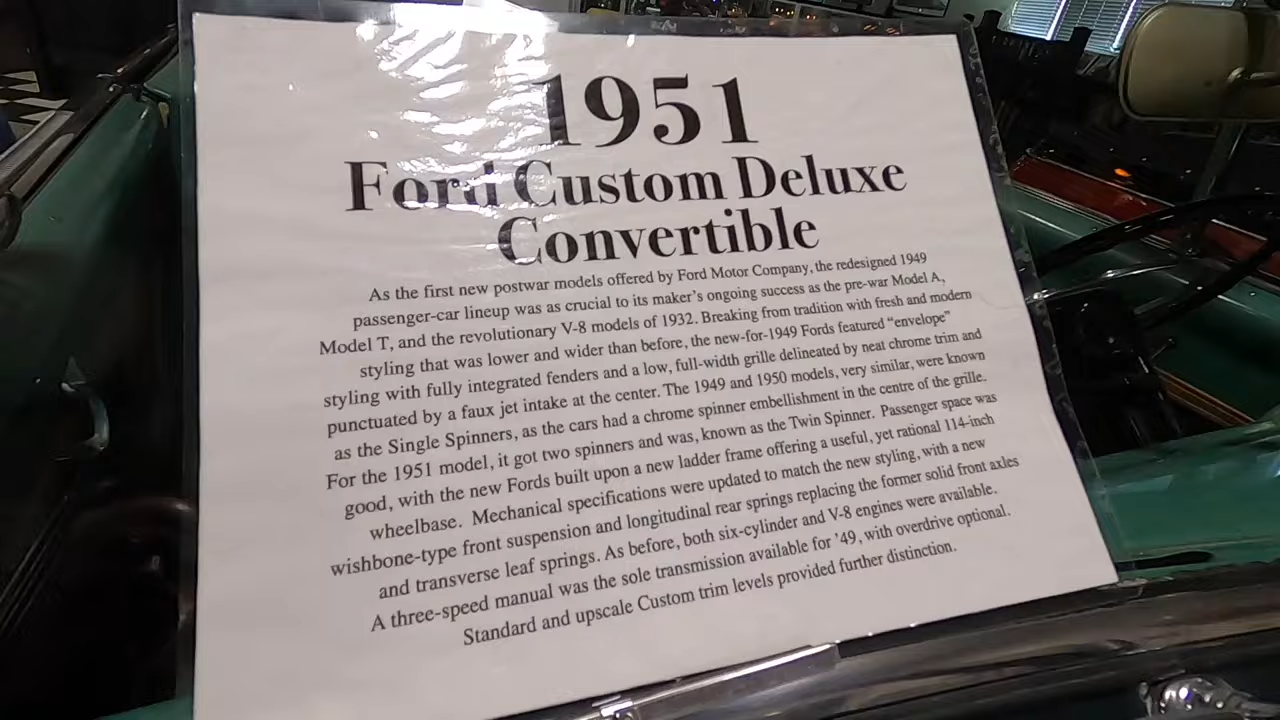 1951
Ford Custom Deluxe
Convertible
As the first new postwar models offered by Ford Motor Company, the redesigned 1949
passenger-car lineup was as crucial to its maker's ongoing success as the pre-war Model A,
Model T, and the revolutionary V-8 models of 1932. Breaking from tradition with fresh and modern
styling that was lower and wider than before, the new-for-1949 Fords featured “envelope”
styling with fully integrated fenders and a low, full-width grille delineated by neat chrome trim and
punctuated by a faux jet intake at the center. The 1949 and 1950 models, very similar, were known
as the Single Spinners, as the cars had a chrome spinner embellishment in the centre of the grille.
For the 1951 model, it got two spinners and was, known as the Twin Spinner. Passenger space was
good, with the new Fords built upon a new ladder frame offering a useful, yet rational 114-inch
wheelbase. Mechanical specifications were updated to match the new styling, with a new
wishbone-type front suspension and longitudinal rear springs replacing the former solid front axles
and transverse leaf springs. As before, both six-cylinder and V-8 engines were available.
A three-speed manual was the sole transmission available for '49, with overdrive optional.
Standard and upscale Custom trim levels provided further distinction.